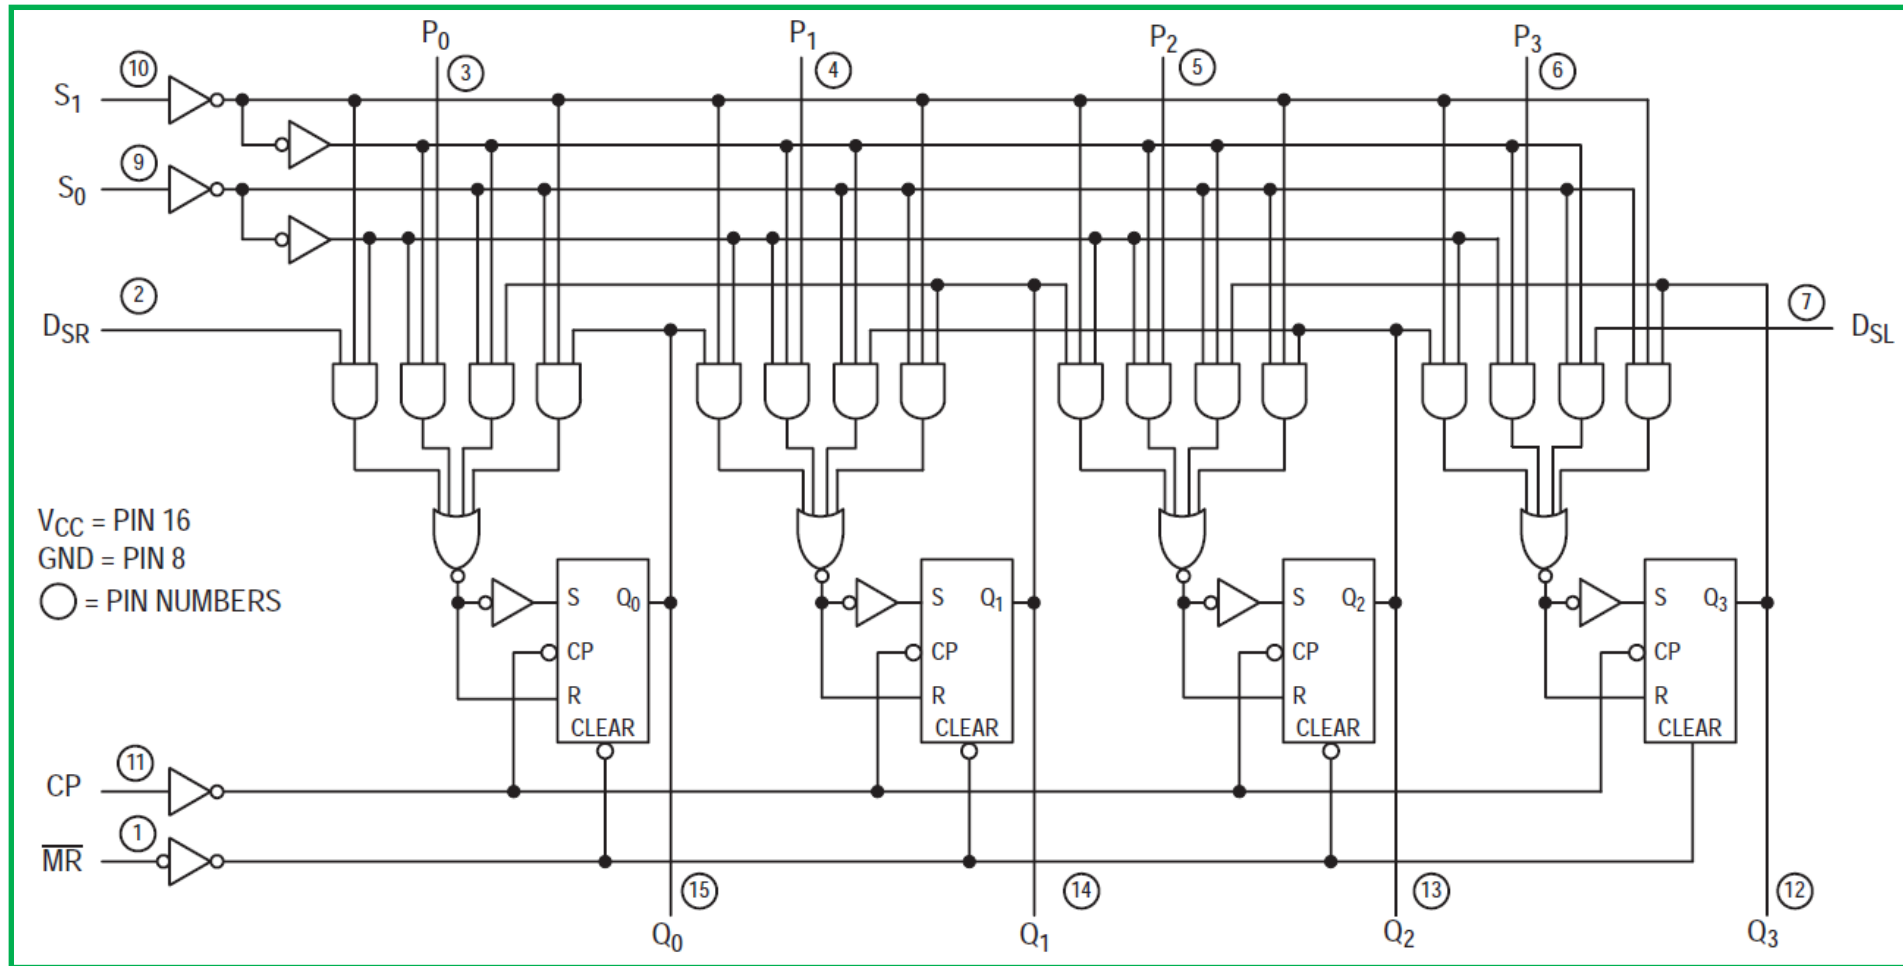 P0 P1 P2 P3
10 3 4 5 6
S1
9
S0
2 7
DSR DSL
VCC = PIN 16
GND = PIN 8
= PIN NUMBERS
S Q0 S Q1 S Q2 S Q3
CP CP CP CP
R R R R
CLEAR CLEAR CLEAR CLEAR
11
CP
1
MR
15 14 13 12
Q0 Q1 Q2 Q3